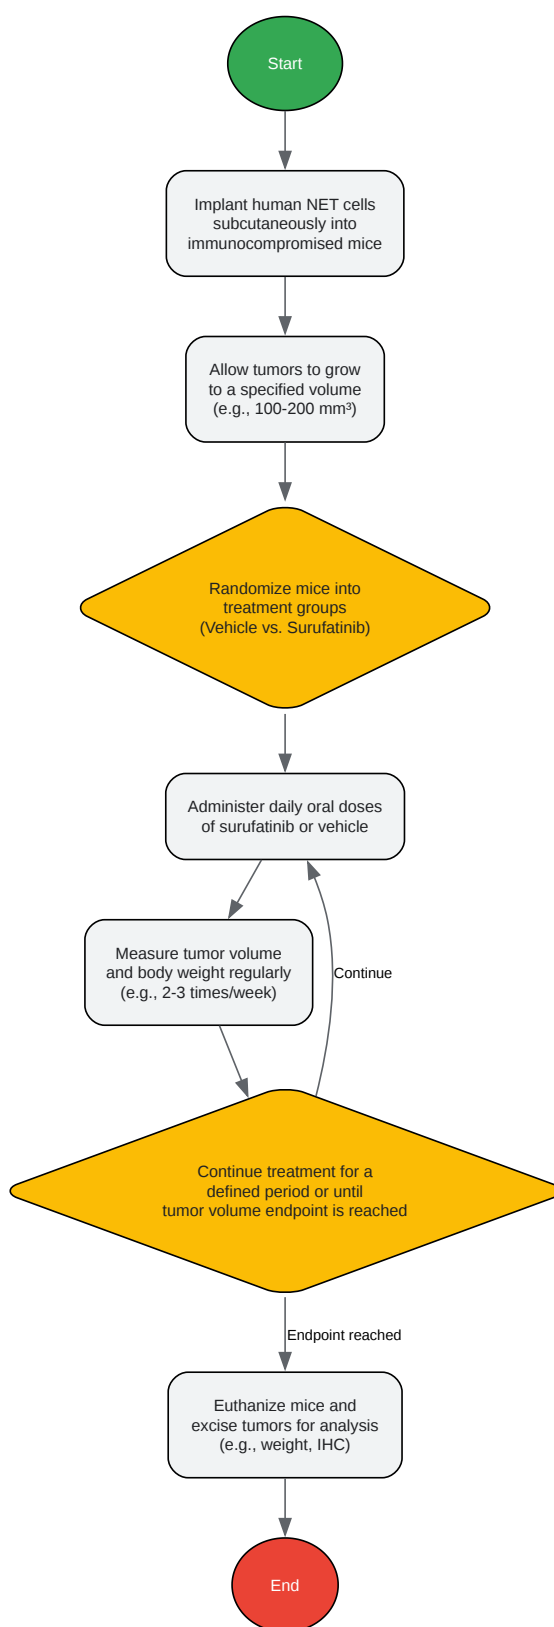 Start
Implant human NET cells
subcutaneously into
immunocompromised mice
Allow tumors to grow
to a specified volume
(e.g., 100-200 mm³)
Randomize mice into
treatment groups
(Vehicle vs. Surufatinib)
Administer daily oral doses
of surufatinib or vehicle
Measure tumor volume
and body weight regularly
(e.g., 2-3 times/week)
Continue
Continue treatment for a
defined period or until
tumor volume endpoint is reached
Endpoint reached
Euthanize mice and
excise tumors for analysis
(e.g., weight, IHC)
End